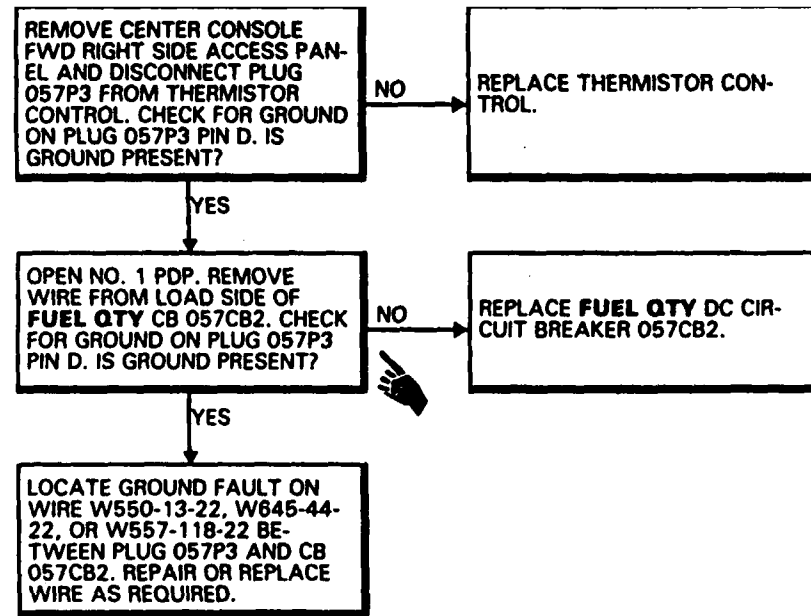 REMOVE CENTER CONSOLE
FWD RIGHT SIDE ACCESS PAN-
EL AND DISCONNECT PLUG
057P3 FROM THERMISTOR
CONTROL. CHECK FOR GROUND
ON PLUG 057P3 PIN D. IS
GROUND PRESENT?
NO
REPLACE THERMISTOR CON-
TROL.
YES
OPEN NO. 1 PDP. REMOVE
WIRE FROM LOAD SIDE OF
FUEL QTY CB 057CB2. CHECK
FOR GROUND ON PLUG 057P3
PIN D. IS GROUND PRESENT?
NO
REPLACE FUEL QTY DC CIR-
CUIT BREAKER 057CB2.
YES
LOCATE GROUND FAULT ON
WIRE W550-13-22, W645-44-
22, OR W557-118-22 BE-
TWEEN PLUG 057P3 AND CB
057CB2. REPAIR OR REPLACE
WIRE AS REQUIRED.